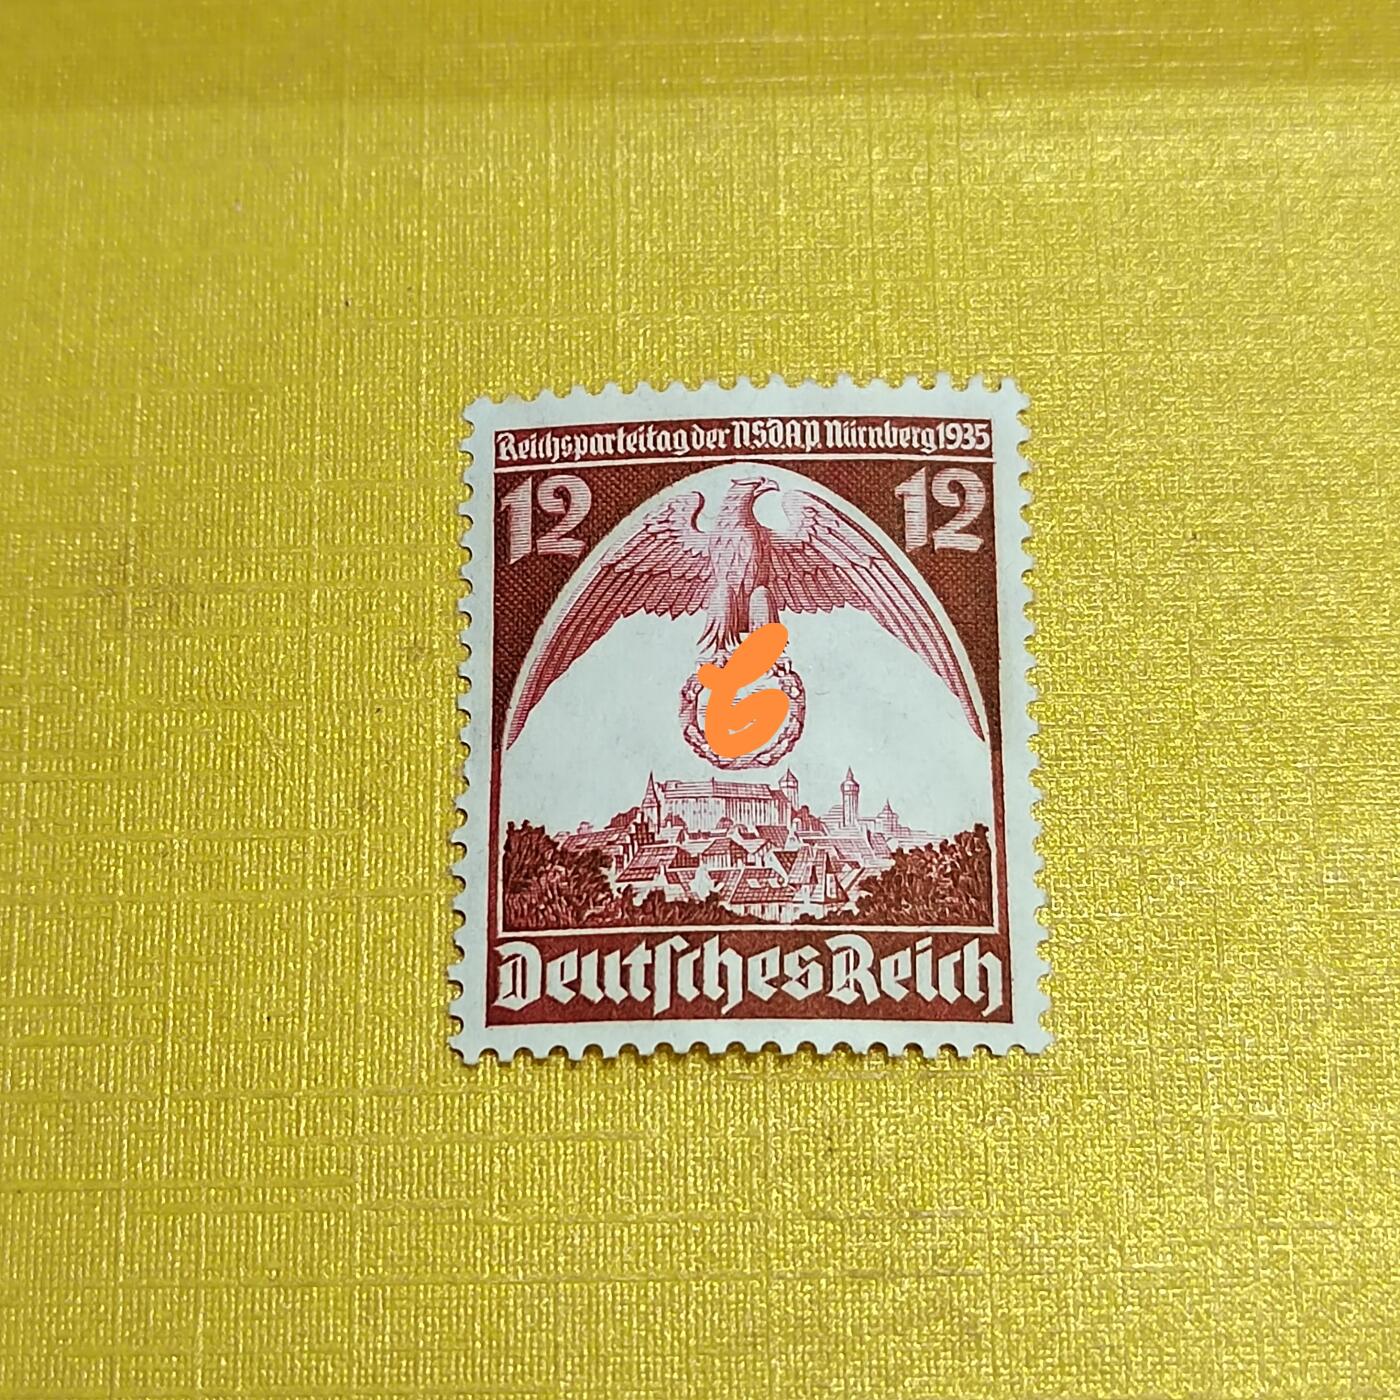 Reichsparteitag der NSDAP. Nürnberg 1935
12 12
Deutsches Reich